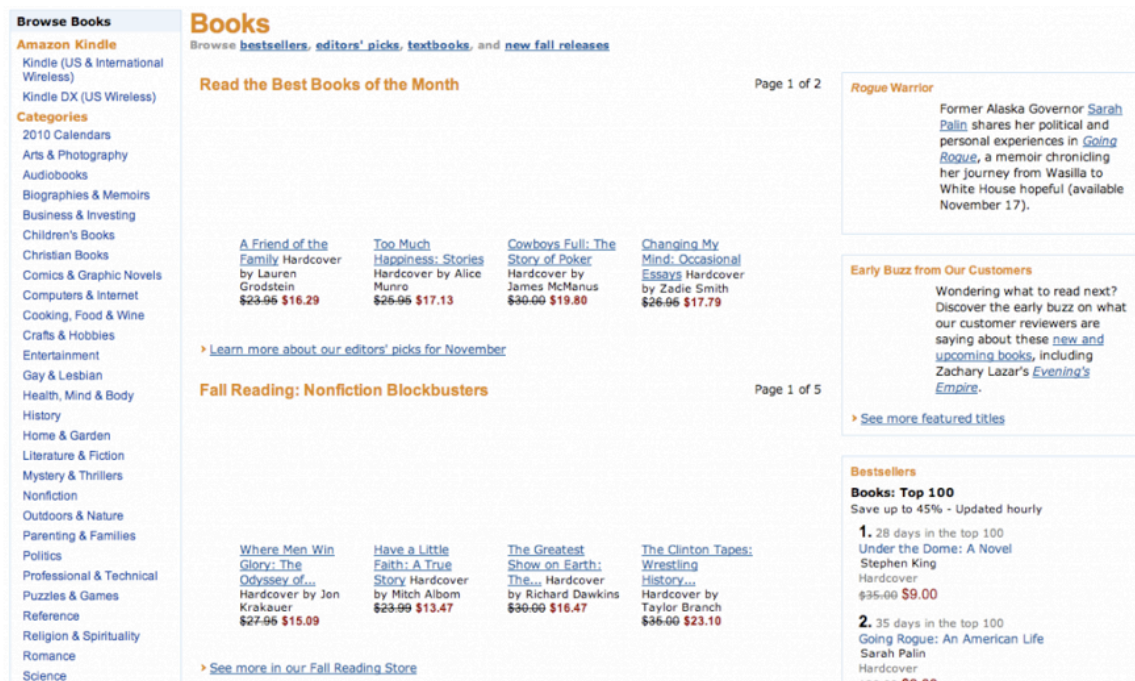 Browse Books
Amazon Kindle
Kindle (US & International
Wireless)
Kindle DX (US Wireless)
Categories
2010 Calendars
Arts & Photography
Audiobooks
Biographies & Memoirs
Business & Investing
Children's Books
Christian Books
Comics & Graphic Novels
Computers & Internet
Cooking, Food & Wine
Crafts & Hobbies
Entertainment
Gay & Lesbian
Health, Mind & Body
History
Home & Garden
Literature & Fiction
Mystery & Thrillers
Nonfiction
Outdoors & Nature
Parenting & Families
Politics
Professional & Technical
Puzzles & Games
Reference
Religion & Spirituality
Romance
Science
Books
Browse bestsellers, editors' picks, textbooks, and new fall releases
Read the Best Books of the Month
Page 1 of 2
A Friend of the
Family Hardcover
by Lauren
Grodstein
$23.95 $16.29
Too Much
Happiness: Stories
Hardcover by Alice
Munro
$25.95 $17.13
Cowboys Full: The
Story of Poker
Hardcover by
James McManus
$30.00 $19.80
Changing My
Mind: Occasional
Essays Hardcover
by Zadie Smith
$26.95 $17.79
› Learn more about our editors' picks for November
Fall Reading: Nonfiction Blockbusters
Page 1 of 5
Where Men Win
Glory: The
Odyssey of...
Hardcover by Jon
Krakauer
$27.95 $15.09
Have a Little
Faith: A True
Story Hardcover
by Mitch Albom
$23.99 $13.47
The Greatest
Show on Earth:
The... Hardcover
by Richard Dawkins
$30.00 $16.47
The Clinton Tapes:
Wrestling
History...
Hardcover by
Taylor Branch
$35.00 $23.10
› See more in our Fall Reading Store
Rogue Warrior
Former Alaska Governor Sarah
Palin shares her political and
personal experiences in Going
Rogue, a memoir chronicling
her journey from Wasilla to
White House hopeful (available
November 17).
Early Buzz from Our Customers
Wondering what to read next?
Discover the early buzz on what
our customer reviewers are
saying about these new and
upcoming books, including
Zachary Lazar's Evening's
Empire.
› See more featured titles
Bestsellers
Books: Top 100
Save up to 45% - Updated hourly
1. 28 days in the top 100
Under the Dome: A Novel
Stephen King
Hardcover
$35.00 $9.00
2. 35 days in the top 100
Going Rogue: An American Life
Sarah Palin
Hardcover